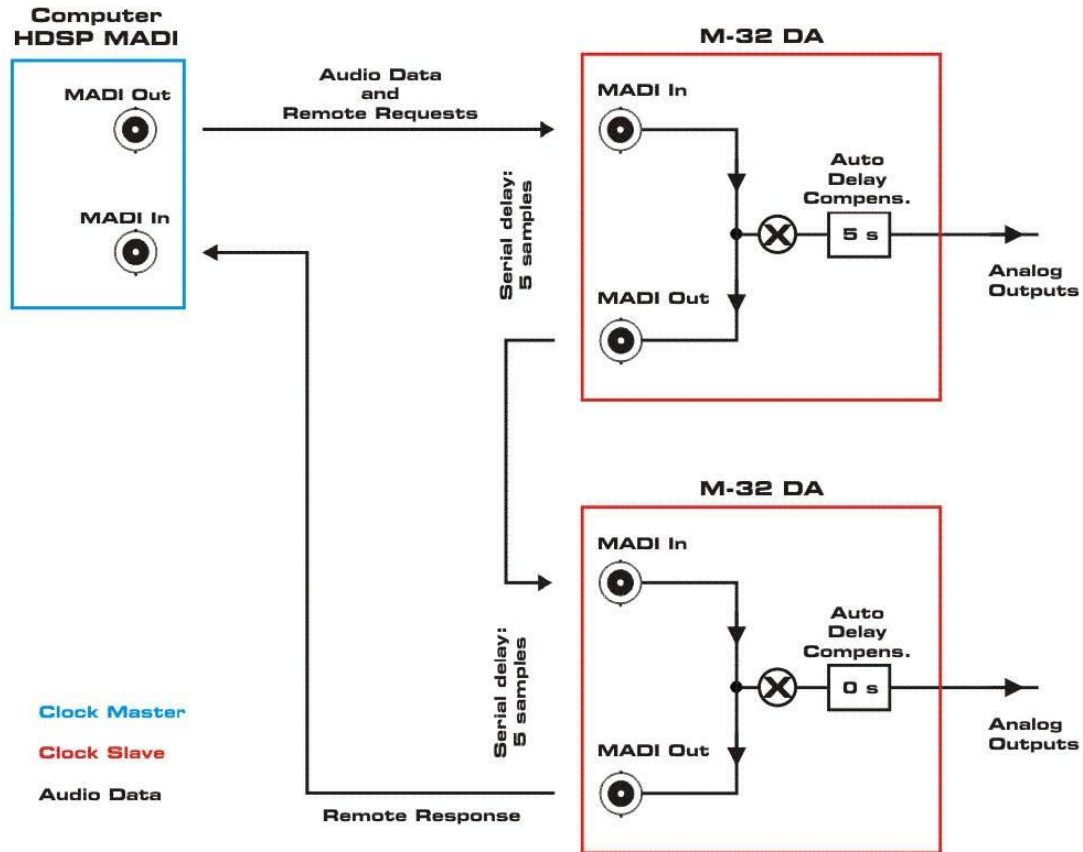 Computer
HDSP MADI
MADI Out
MADI In
Audio Data
and
Remote Requests
M-32 DA
MADI In
Serial delay:
5 samples
Auto
Delay
Compens.
5 s
Analog
Outputs
MADI Out
M-32 DA
MADI In
Serial delay:
5 samples
Auto
Delay
Compens.
0 s
Analog
Outputs
MADI Out
Remote Response
Clock Master
Clock Slave
Audio Data